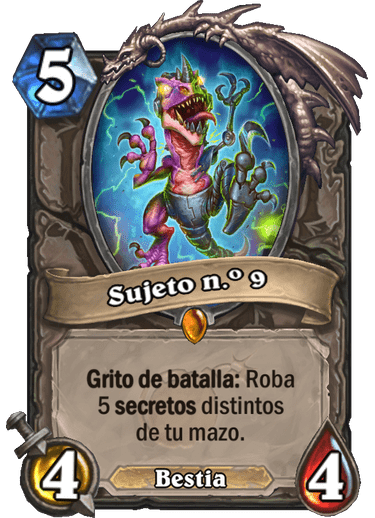 5
Sujeto n.º 9
Grito de batalla: Roba
5 secretos distintos
de tu mazo.
4
Bestia
4